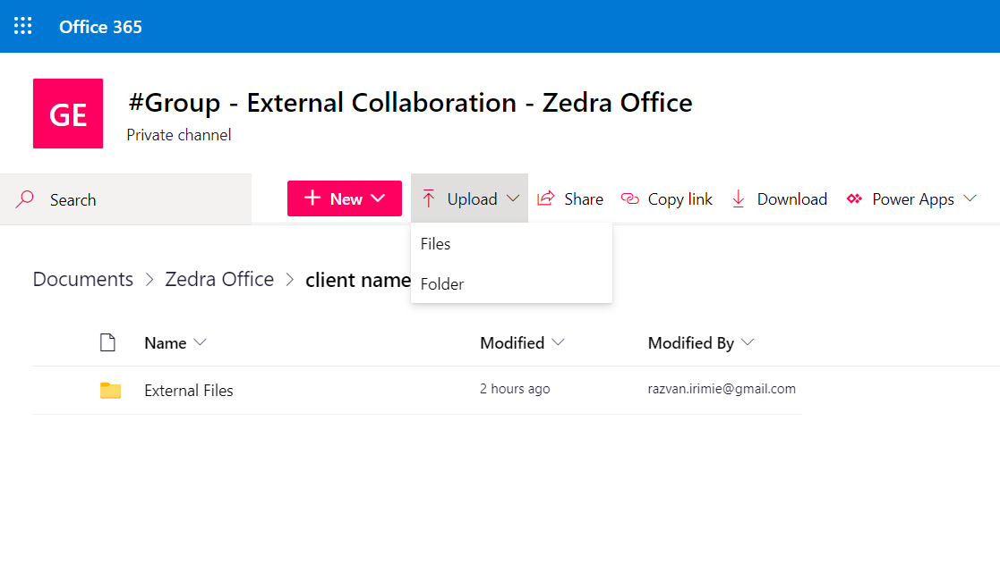 Office 365
GE
#Group - External Collaboration - Zedra Office
Private channel
Search
New
Upload
Share
Copy link
Download
Power Apps
Files
Folder
Documents > Zedra Office > client name
Name
Modified
Modified By
External Files
2 hours ago
razvan.irimie@gmail.com